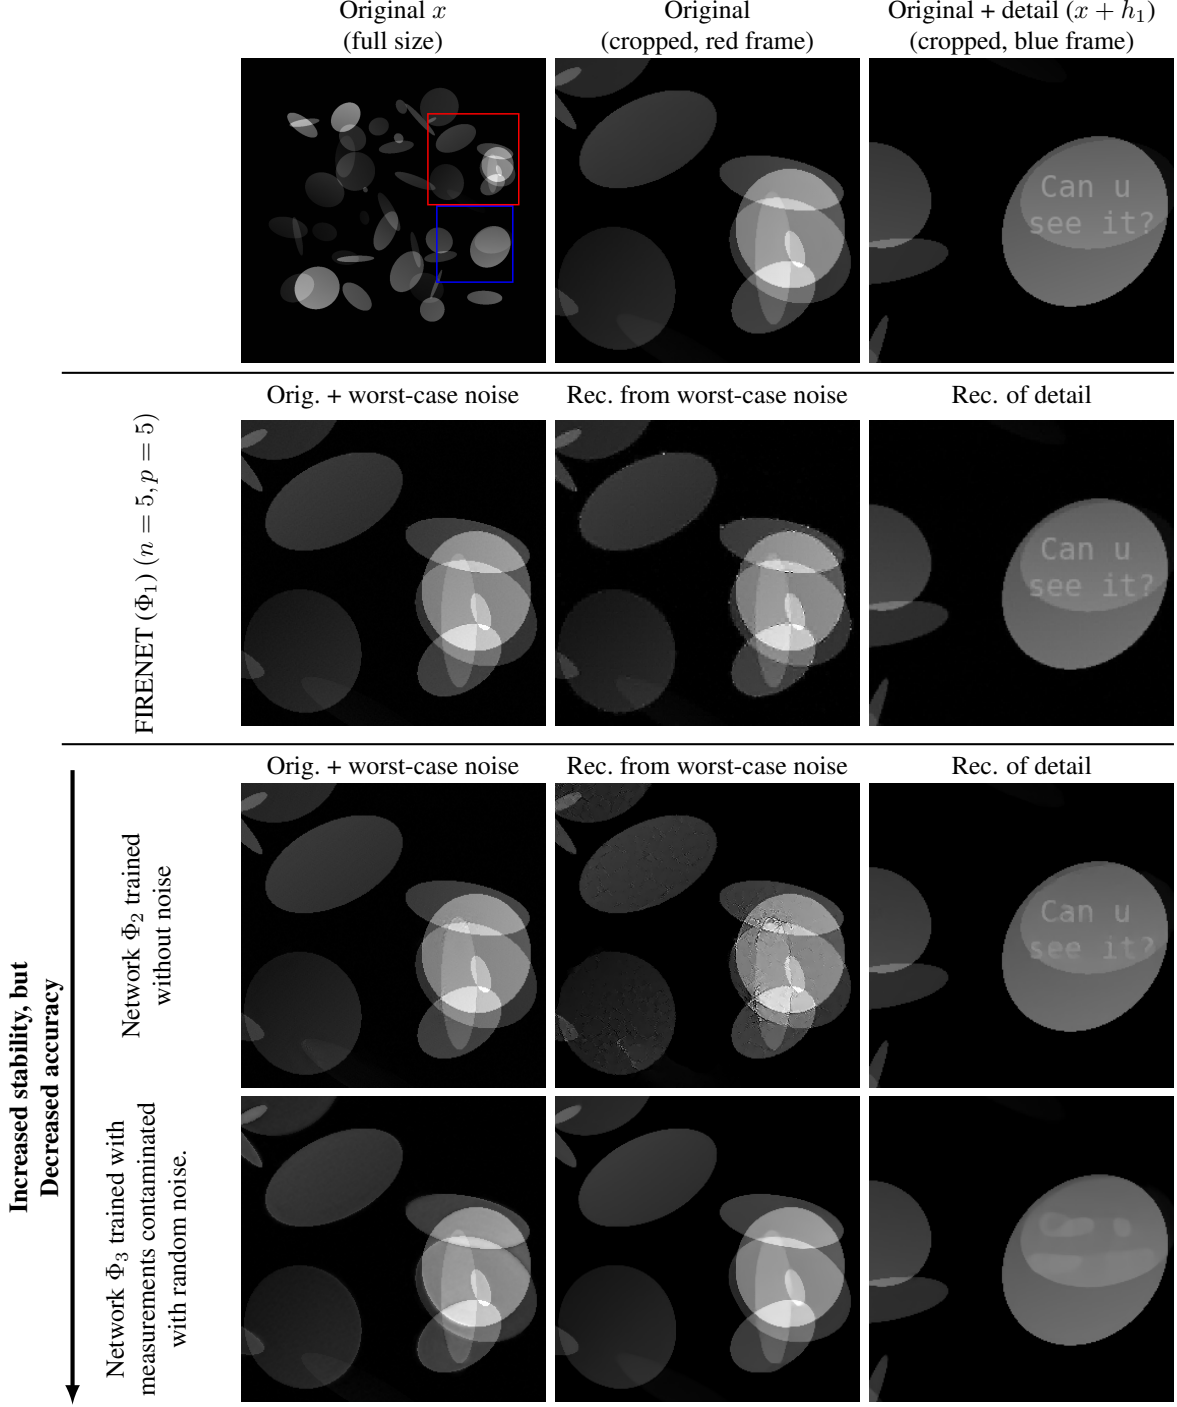 Original x
(full size)
Original
(cropped, red frame)
Original + detail (x + h₁)
(cropped, blue frame)
Can u
see it?
Orig. + worst-case noise
Rec. from worst-case noise
Rec. of detail
FIRENET (Φ₁) (n = 5, p = 5)
Can u
see it?
Orig. + worst-case noise
Rec. from worst-case noise
Rec. of detail
Increased stability, but
Decreased accuracy
Network Φ₂ trained
without noise
Can u
see it?
Network Φ₃ trained with
measurements contaminated
with random noise.